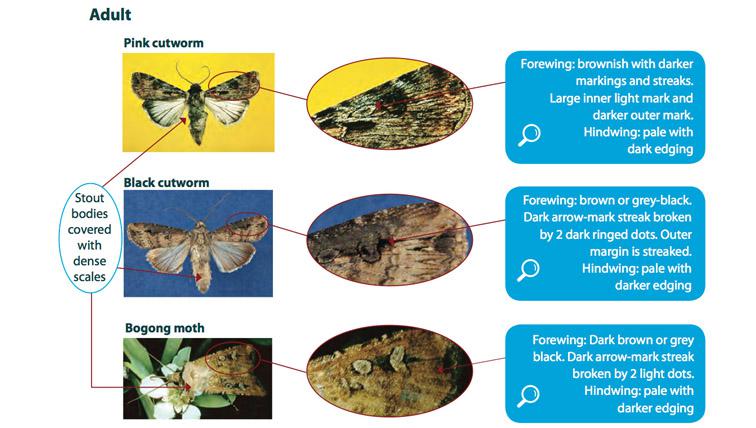 Adult
Pink cutworm
Forewing: brownish with darker
markings and streaks.
Large inner light mark and
darker outer mark.
Hindwing: pale with
dark edging
Stout
bodies
covered
with
dense
scales
Black cutworm
Forewing: brown or grey-black.
Dark arrow-mark streak broken
by 2 dark ringed dots. Outer
margin is streaked.
Hindwing: pale with
darker edging
Bogong moth
Forewing: Dark brown or grey
black. Dark arrow-mark streak
broken by 2 light dots.
Hindwing: pale with
darker edging